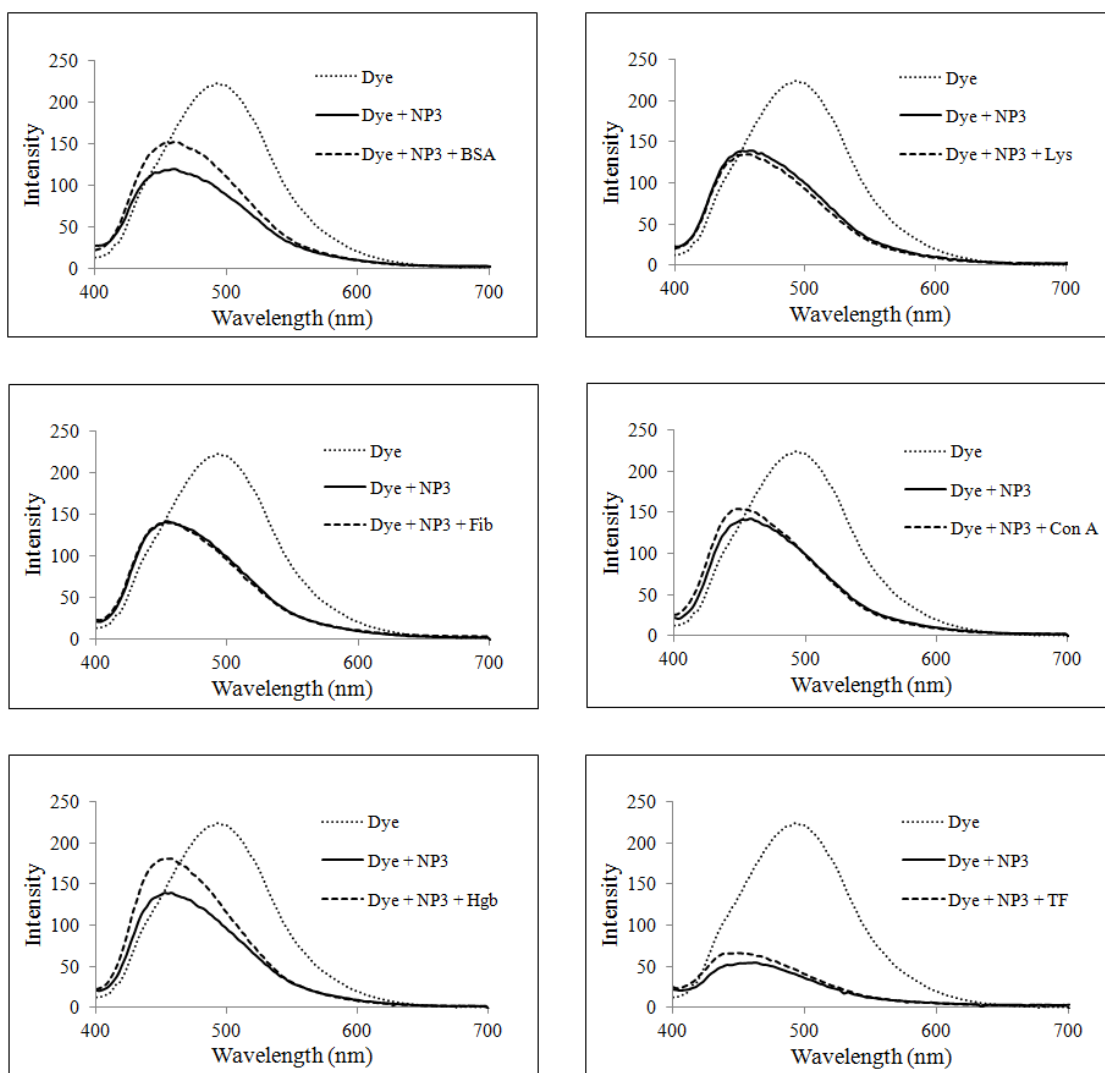 250
200
150
100
50
0
Intensity
400 500 600 700
Wavelength (nm)
Dye
Dye + NP3
Dye + NP3 + BSA
250
200
150
100
50
0
Intensity
400 500 600 700
Wavelength (nm)
Dye
Dye + NP3
Dye + NP3 + Lys
250
200
150
100
50
0
Intensity
400 500 600 700
Wavelength (nm)
Dye
Dye + NP3
Dye + NP3 + Fib
250
200
150
100
50
0
Intensity
400 500 600 700
Wavelength (nm)
Dye
Dye + NP3
Dye + NP3 + Con A
250
200
150
100
50
0
Intensity
400 500 600 700
Wavelength (nm)
Dye
Dye + NP3
Dye + NP3 + Hgb
250
200
150
100
50
0
Intensity
400 500 600 700
Wavelength (nm)
Dye
Dye + NP3
Dye + NP3 + TF